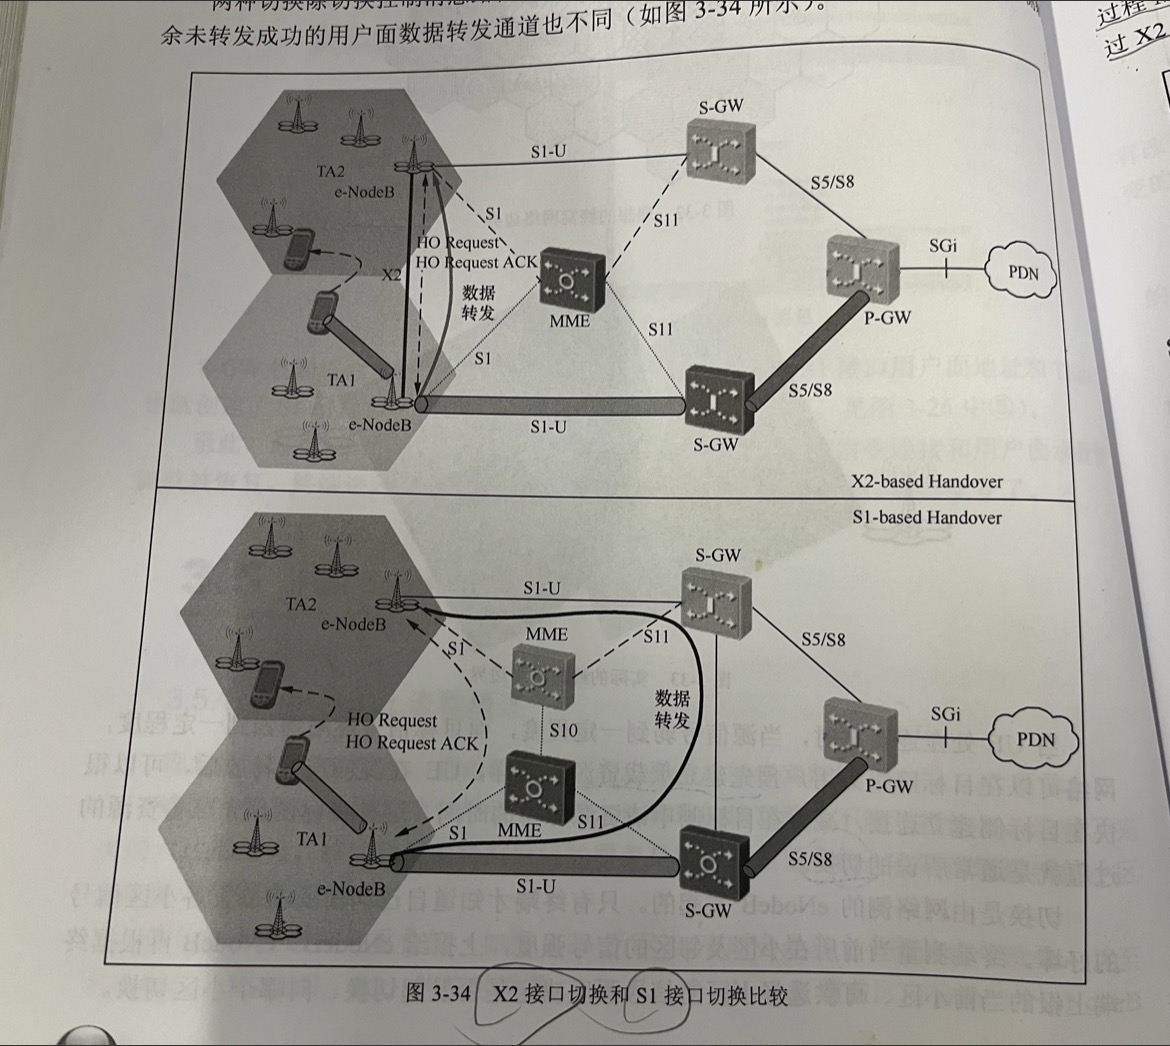 余未转发成功的用户面数据转发通道也不同（如图 3-34 所示）。
过程
过 X2
S-GW
S1-U
TA2
e-NodeB
S5/S8
S1
S11
HO Request
HO Request ACK
X2
SGi
PDN
数据
转发
MME
P-GW
S11
S1
TA1
S5/S8
e-NodeB
S1-U
S-GW
X2-based Handover
S1-based Handover
S-GW
S1-U
TA2
e-NodeB
MME
S11
S5/S8
S1
数据
转发
HO Request
HO Request ACK
S10
SGi
PDN
P-GW
TA1
S1
MME
S11
S5/S8
e-NodeB
S1-U
S-GW
图 3-34 X2 接口切换和 S1 接口切换比较